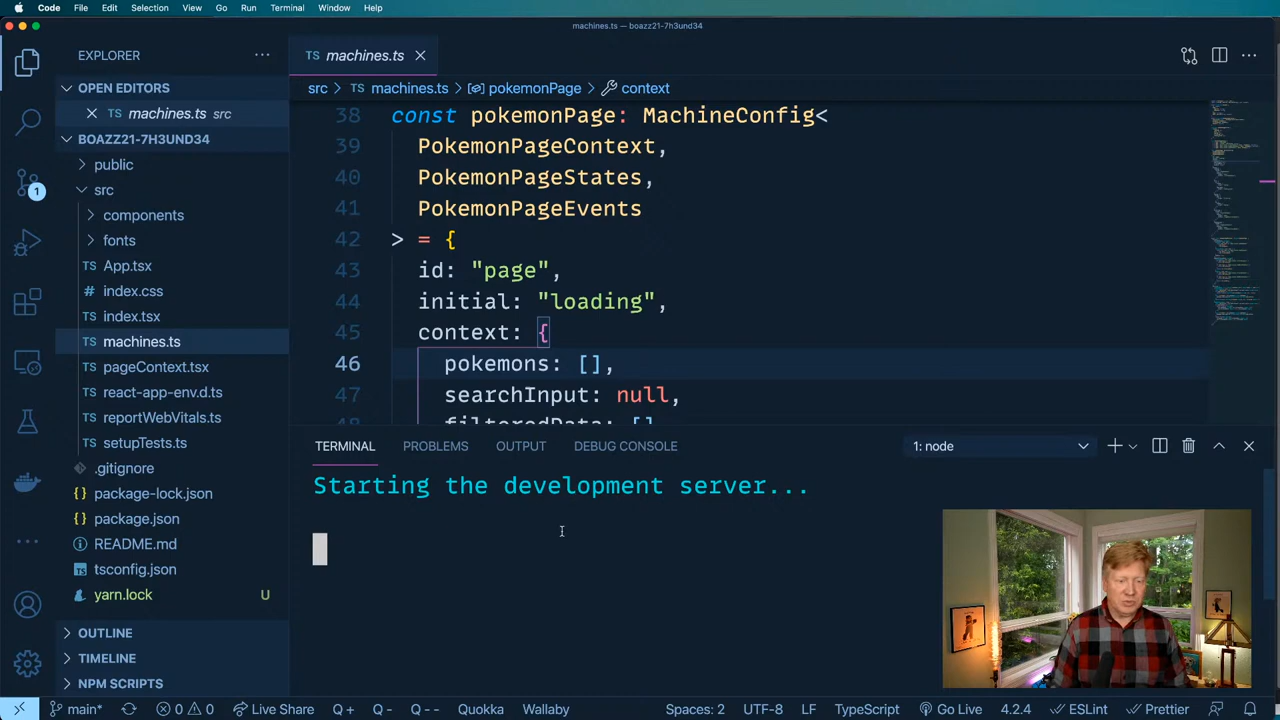 Code File Edit Selection View Go Run Terminal Window Help
machines.ts — boazz21-7h3und34
EXPLORER
TS machines.ts
OPEN EDITORS
src > TS machines.ts > pokemonPage > context
machines.ts src
BOAZZ21-7H3UND34
public
src
components
fonts
TS App.tsx
# index.css
TS index.tsx
TS machines.ts
TS pageContext.tsx
TS react-app-env.d.ts
TS reportWebVitals.ts
TS setupTests.ts
.gitignore
{} package-lock.json
{} package.json
README.md
tsconfig.json
yarn.lock U
OUTLINE
TIMELINE
NPM SCRIPTS
1
38 const pokemonPage: MachineConfig<
39 PokemonPageContext,
40 PokemonPageStates,
41 PokemonPageEvents
42 > = {
43 id: "page",
44 initial: "loading",
45 context: {
46 pokemons: [],
47 searchInput: null,
48 filteredData: []
TERMINAL PROBLEMS OUTPUT DEBUG CONSOLE 1: node
Starting the development server...
main* 0 0 Live Share Q + Q - Q -- Quokka Wallaby Spaces: 2 UTF-8 LF TypeScript Go Live 4.2.4 ESLint Prettier